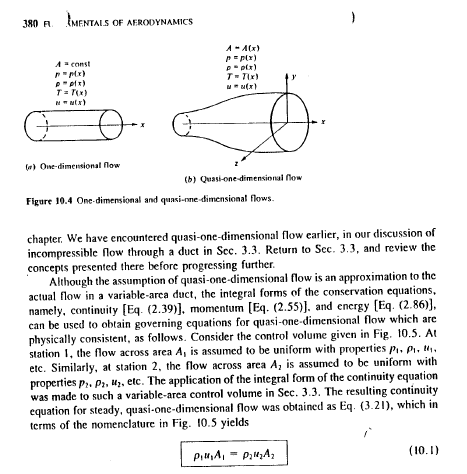 380 FL MENTALS OF AERODYNAMICS
A = const
p = p(x)
ρ = ρ(x)
T = T(x)
u = u(x)
x
(a) One-dimensional flow
A = A(x)
p = p(x)
ρ = ρ(x)
T = T(x)
u = u(x)
y
x
z
(b) Quasi-one-dimensional flow
Figure 10.4 One-dimensional and quasi-one-dimensional flows.
chapter. We have encountered quasi-one-dimensional flow earlier, in our discussion of
incompressible flow through a duct in Sec. 3.3. Return to Sec. 3.3, and review the
concepts presented there before progressing further.
Although the assumption of quasi-one-dimensional flow is an approximation to the
actual flow in a variable-area duct, the integral forms of the conservation equations,
namely, continuity [Eq. (2.39)], momentum [Eq. (2.55)], and energy [Eq. (2.86)],
can be used to obtain governing equations for quasi-one-dimensional flow which are
physically consistent, as follows. Consider the control volume given in Fig. 10.5. At
station 1, the flow across area A₁ is assumed to be uniform with properties p₁, ρ₁, u₁,
etc. Similarly, at station 2, the flow across area A₂ is assumed to be uniform with
properties p₂, ρ₂, u₂, etc. The application of the integral form of the continuity equation
was made to such a variable-area control volume in Sec. 3.3. The resulting continuity
equation for steady, quasi-one-dimensional flow was obtained as Eq. (3.21), which in
terms of the nomenclature in Fig. 10.5 yields
ρ₁u₁A₁ = ρ₂u₂A₂ (10.1)